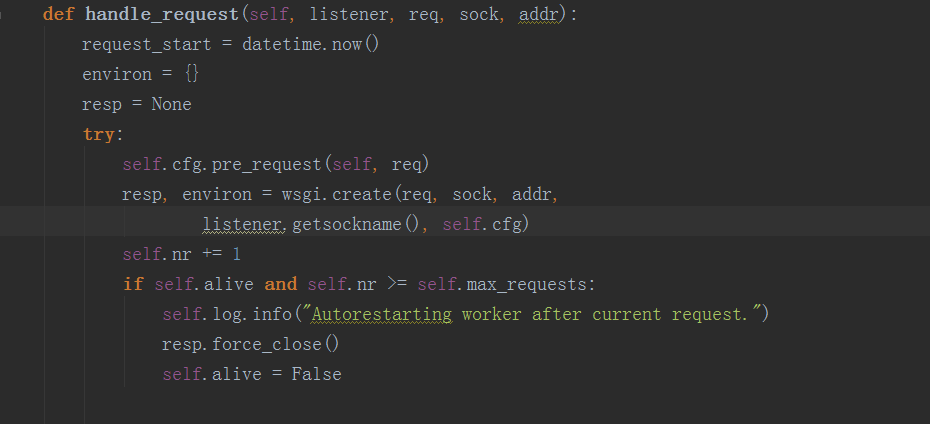 def handle_request(self, listener, req, sock, addr):
    request_start = datetime.now()
    environ = {}
    resp = None
    try:
        self.cfg.pre_request(self, req)
        resp, environ = wsgi.create(req, sock, addr,
                listener.getsockname(), self.cfg)
        self.nr += 1
        if self.alive and self.nr >= self.max_requests:
            self.log.info("Autorestarting worker after current request.")
            resp.force_close()
            self.alive = False